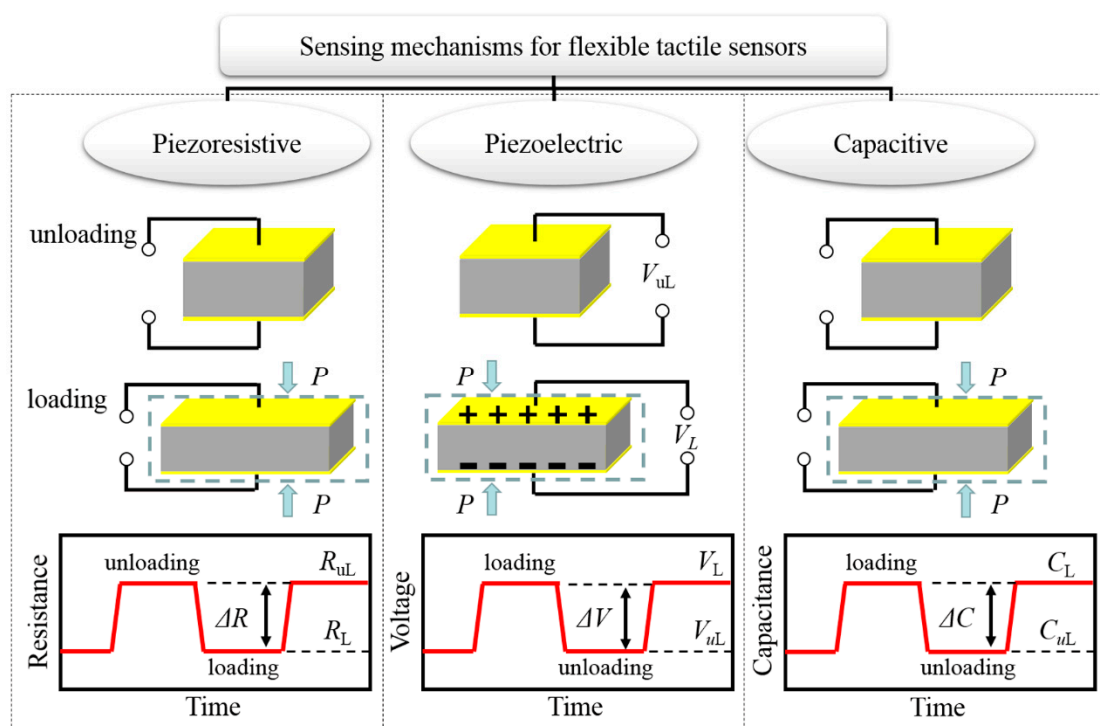 Sensing mechanisms for flexible tactile sensors
Piezoresistive
Piezoelectric
Capacitive
unloading
V_uL
loading
P
P
P
+ + + + +
- - - - -
V_L
P
P
P
Resistance
unloading
R_uL
ΔR
R_L
loading
Time
Voltage
loading
V_L
ΔV
V_uL
unloading
Time
Capacitance
loading
C_L
ΔC
C_uL
unloading
Time